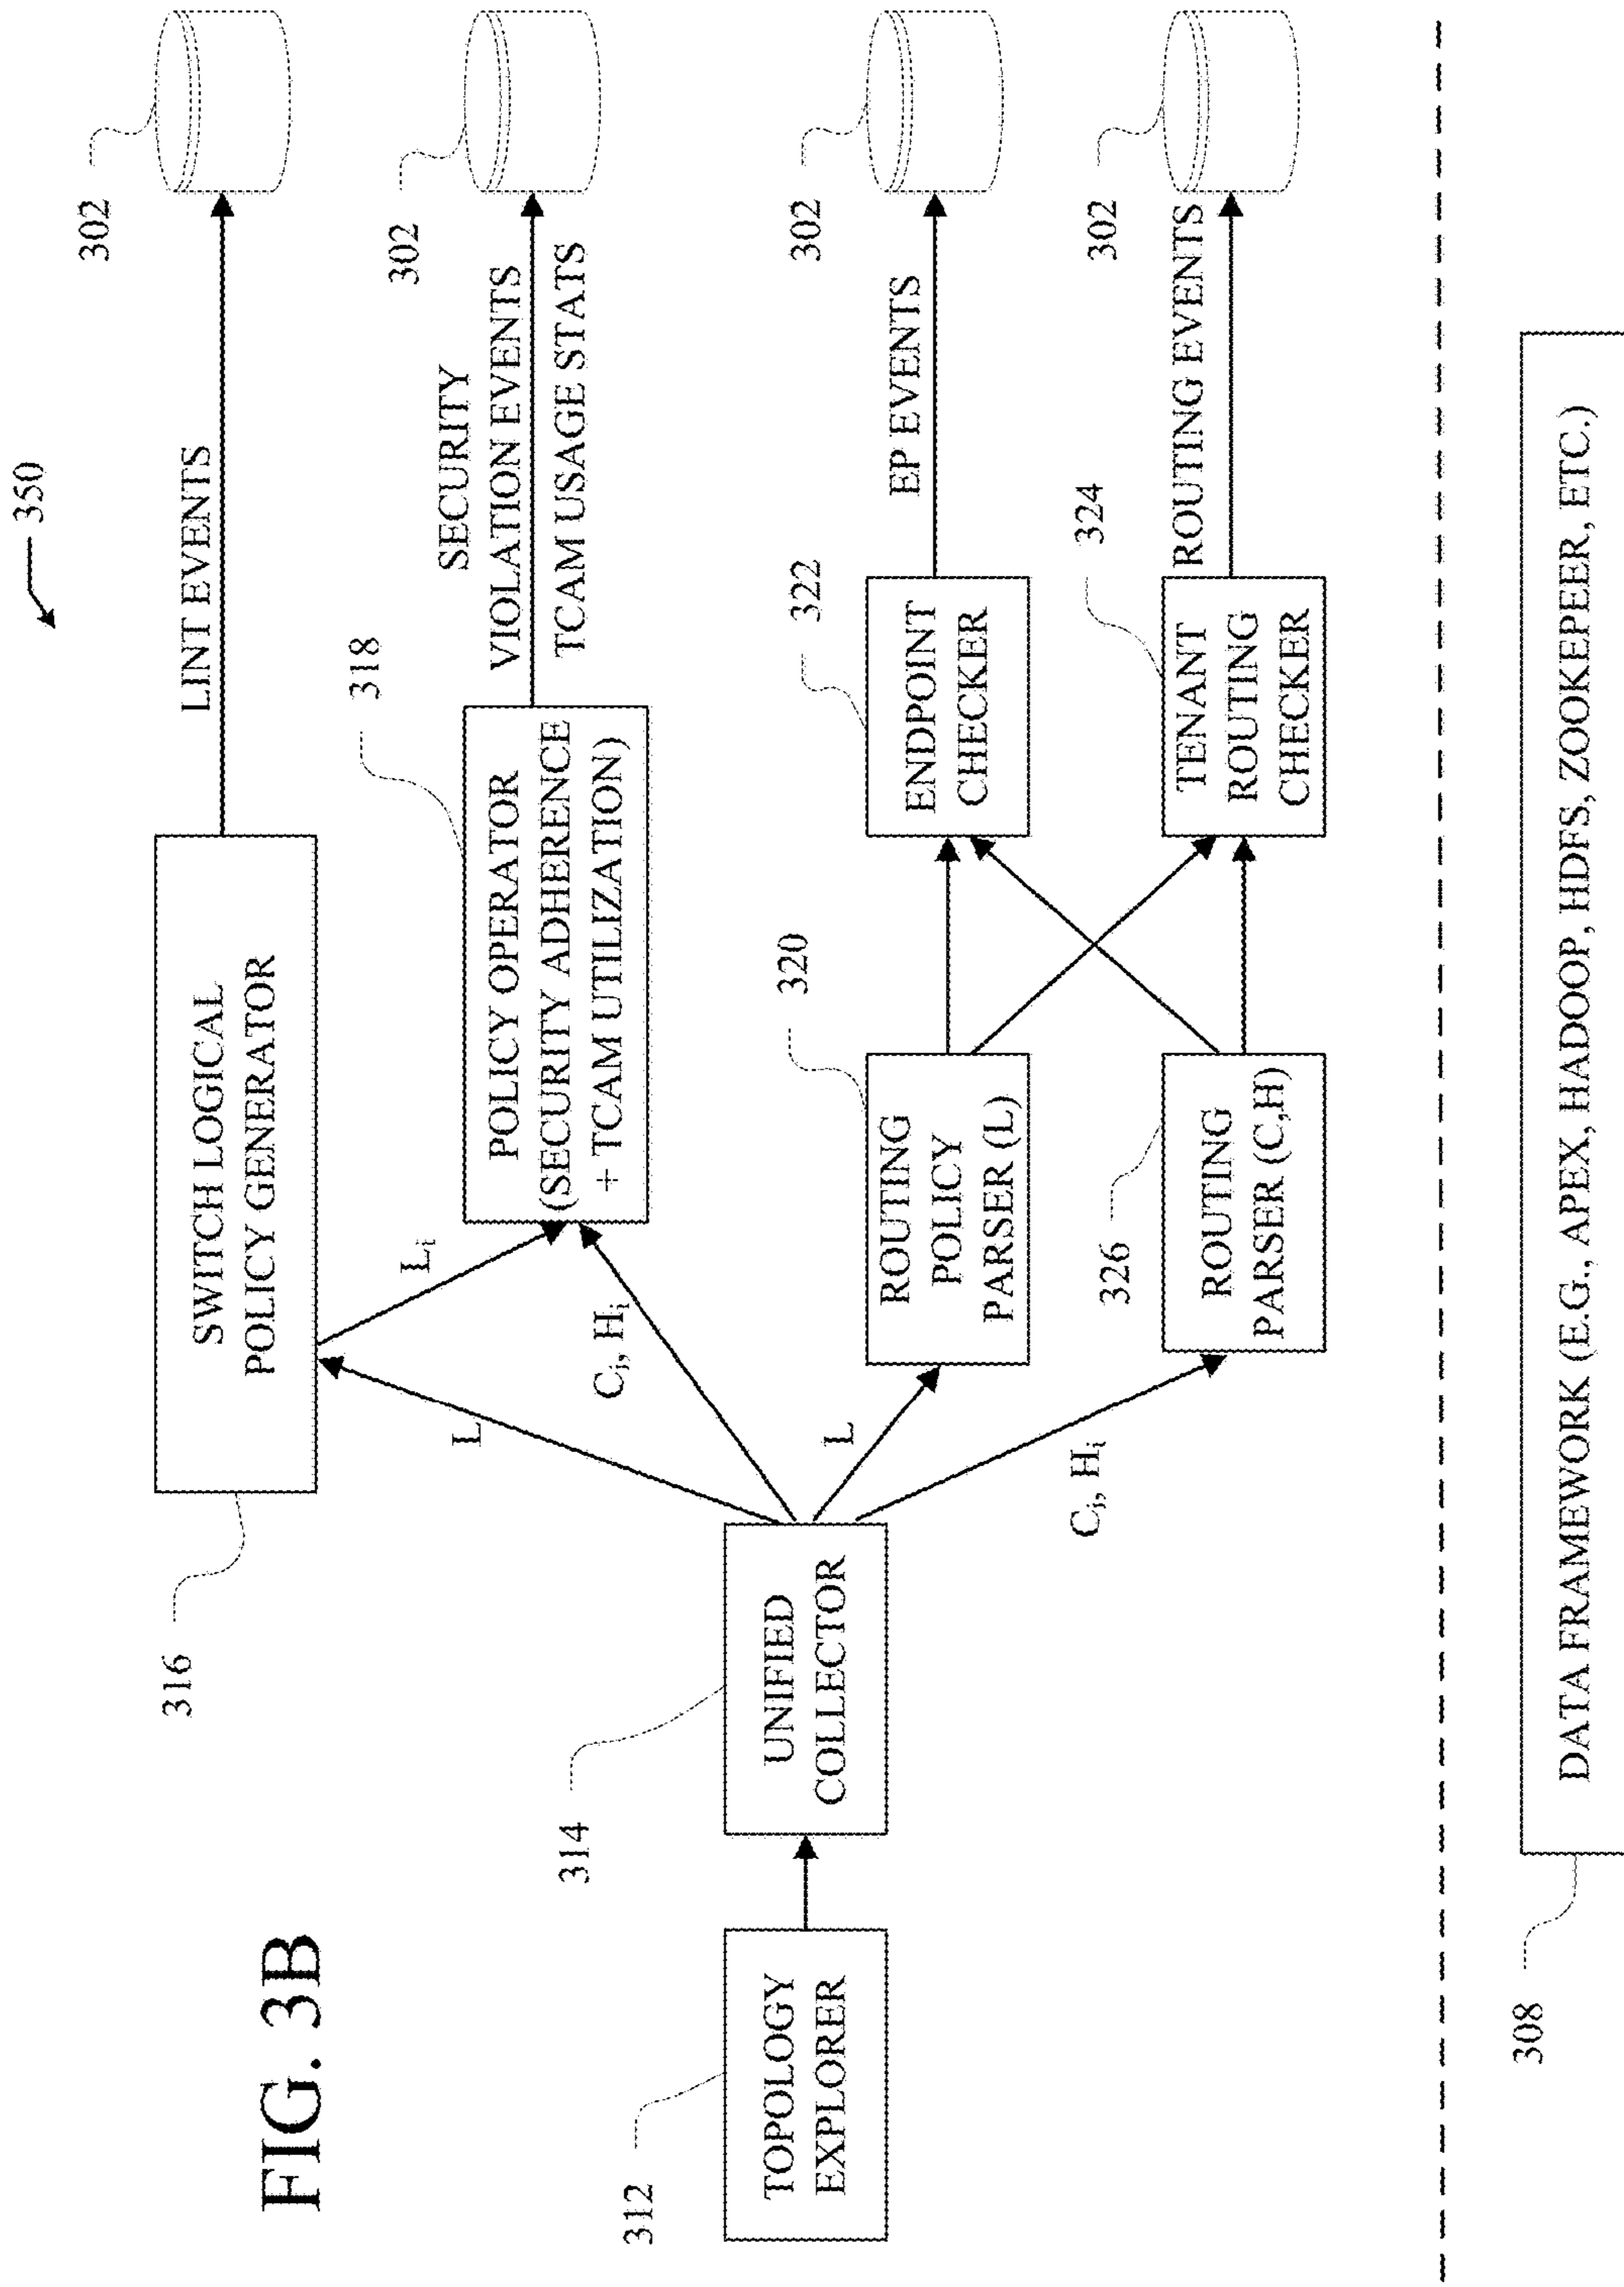 FIG. 3B
350
302
LINT EVENTS
SWITCH LOGICAL
POLICY GENERATOR
316
302
SECURITY
VIOLATION EVENTS
TCAM USAGE STATS
318
POLICY OPERATOR
(SECURITY ADHERENCE
+ TCAM UTILIZATION)
Li
L
Ci, Hi
312
TOPOLOGY
EXPLORER
314
UNIFIED
COLLECTOR
L
320
ROUTING
POLICY
PARSER (L)
322
ENDPOINT
CHECKER
EP EVENTS
302
Ci, Hi
326
ROUTING
PARSER (C,H)
324
TENANT
ROUTING
CHECKER
ROUTING EVENTS
302
308
DATA FRAMEWORK (E.G., APEX, HADOOP, HDFS, ZOOKEPEER, ETC.)